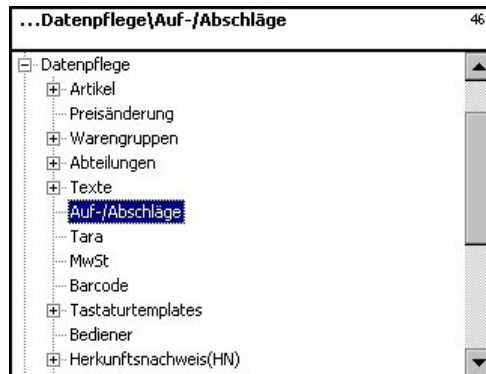 ...Datenpflege\Auf-/Abschläge 46
Datenpflege
Artikel
Preisänderung
Warengruppen
Abteilungen
Texte
Auf-/Abschläge
Tara
MwSt
Barcode
Tastaturtemplates
Bediener
Herkunftsnachweis(HN)